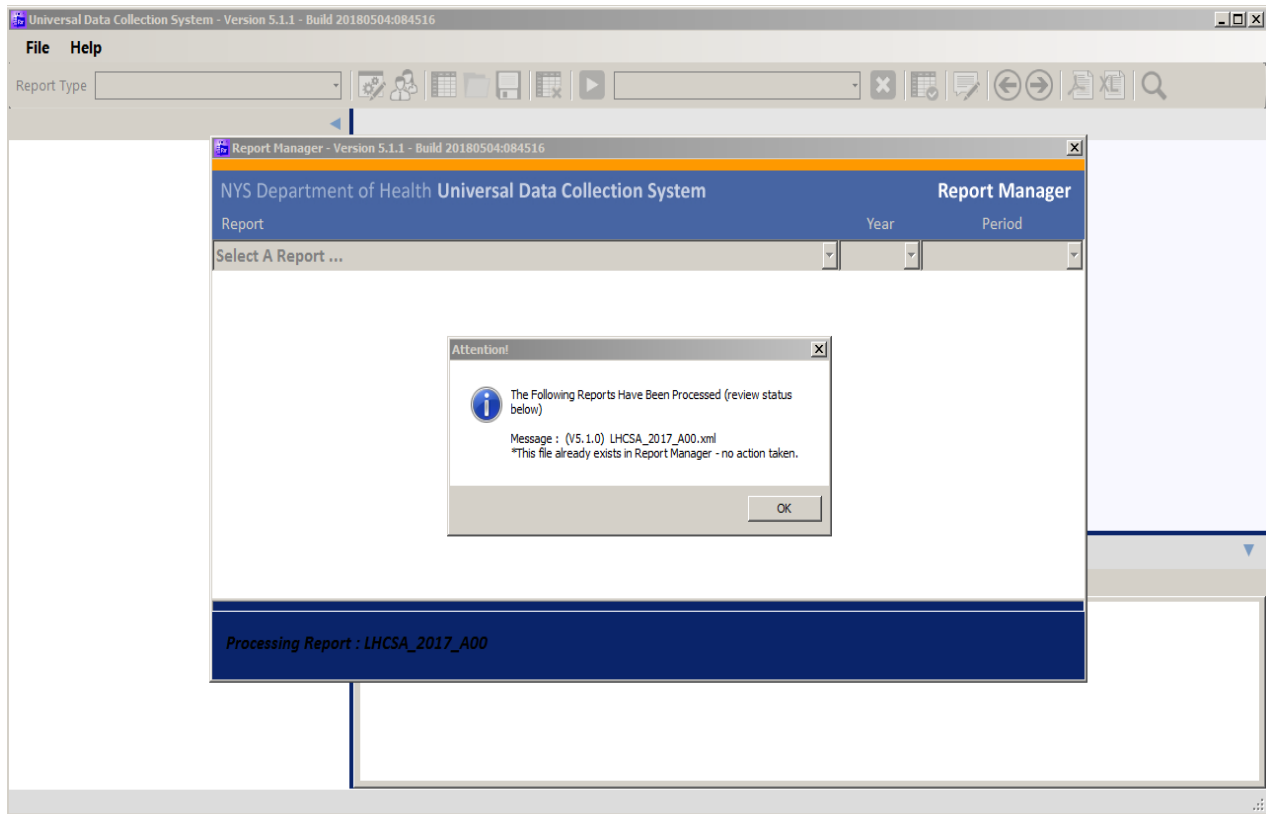 Universal Data Collection System - Version 5.1.1 - Build 20180504:084516
File Help
Report Type
Report Manager - Version 5.1.1 - Build 20180504:084516
NYS Department of Health Universal Data Collection System Report Manager
Report Year Period
Select A Report ...
Attention!
The Following Reports Have Been Processed (review status
below)
Message : (V5.1.0) LHCSA_2017_A00.xml
*This file already exists in Report Manager - no action taken.
OK
Processing Report : LHCSA_2017_A00